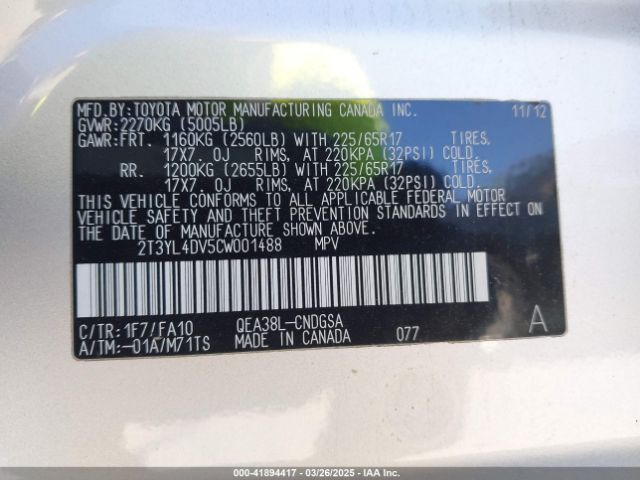 MFD.BY:TOYOTA MOTOR MANUFACTURING CANADA INC. 11/12
GVWR:2270KG (5005LB)
GAWR:FRT. 1160KG (2560LB) WITH 225/65R17 TIRES,
17X7. 0J RIMS, AT 220KPA (32PSI) COLD.
RR. 1200KG (2655LB) WITH 225/65R17 TIRES,
17X7. 0J RIMS, AT 220KPA (32PSI) COLD.
THIS VEHICLE CONFORMS TO ALL APPLICABLE FEDERAL MOTOR
VEHICLE SAFETY AND THEFT PREVENTION STANDARDS IN EFFECT ON
THE DATE OF MANUFACTURE SHOWN ABOVE.
2T3YL4DV5CW001488 MPV
C/TR:1F7/FA10 QEA38L-CNDGSA
A/TM:-01A/M71TS MADE IN CANADA 077 A
000-41894417 - 03/26/2025 - IAA Inc.